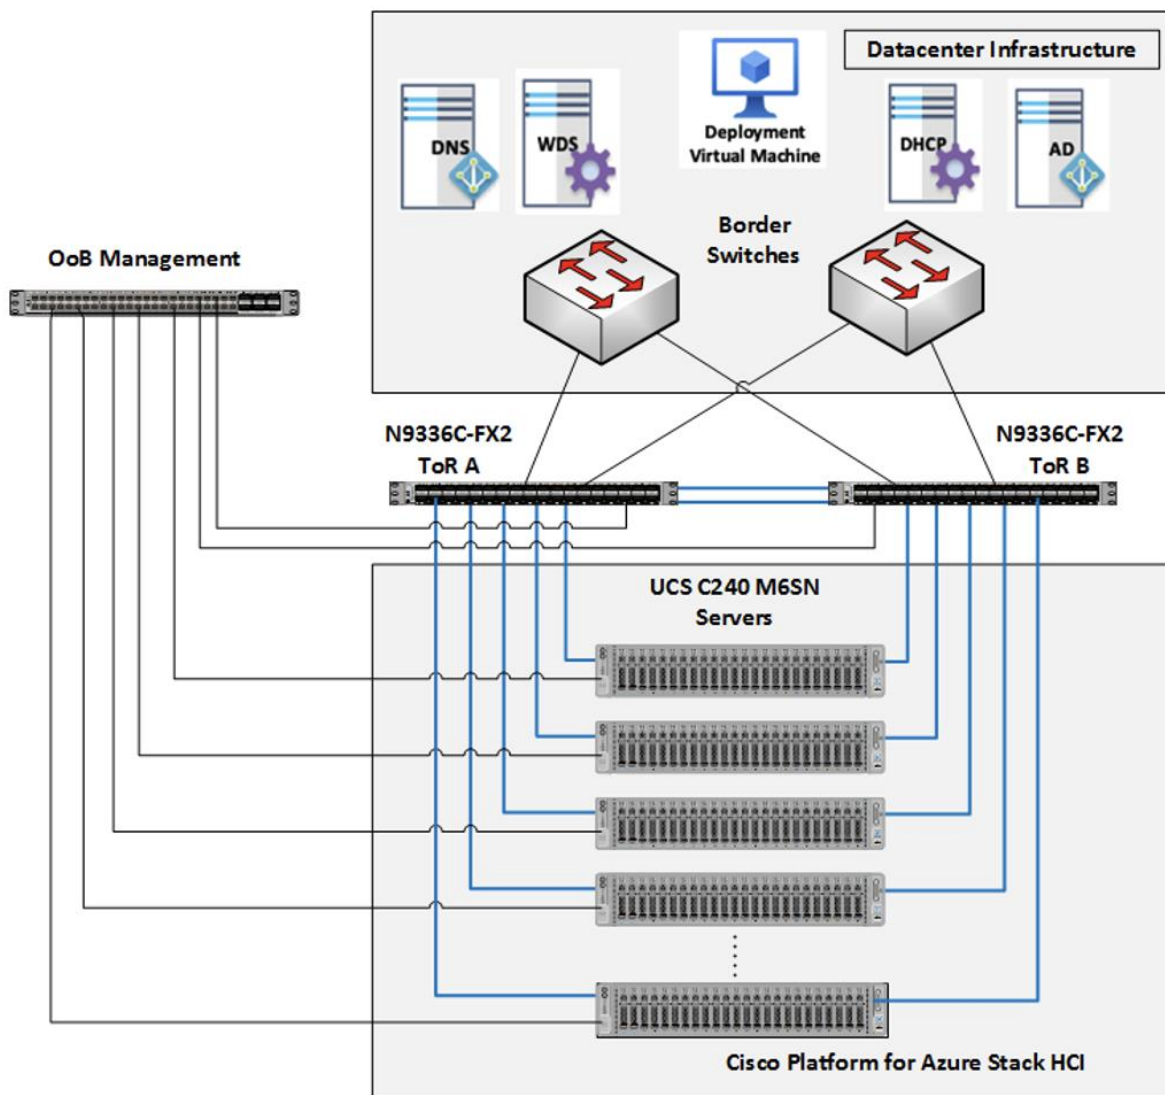 Datacenter Infrastructure
DNS
WDS
Deployment
Virtual Machine
DHCP
AD
Border
Switches
OoB Management
N9336C-FX2
ToR A
N9336C-FX2
ToR B
UCS C240 M6SN
Servers
Cisco Platform for Azure Stack HCI